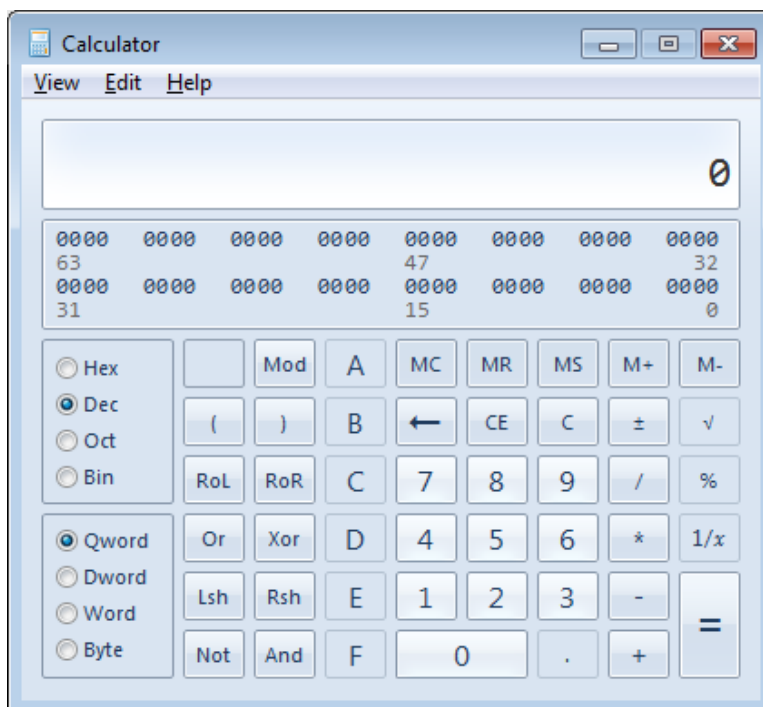 Calculator
View Edit Help
0
0000 0000 0000 0000 0000 0000 0000 0000
63 47 32
0000 0000 0000 0000 0000 0000 0000 0000
31 15 0
Hex Mod A MC MR MS M+ M-
Dec ( ) B ← CE C ± √
Oct
Bin RoL RoR C 7 8 9 / %
Qword Or Xor D 4 5 6 * 1/x
Dword
Word Lsh Rsh E 1 2 3 - =
Byte Not And F 0 . +